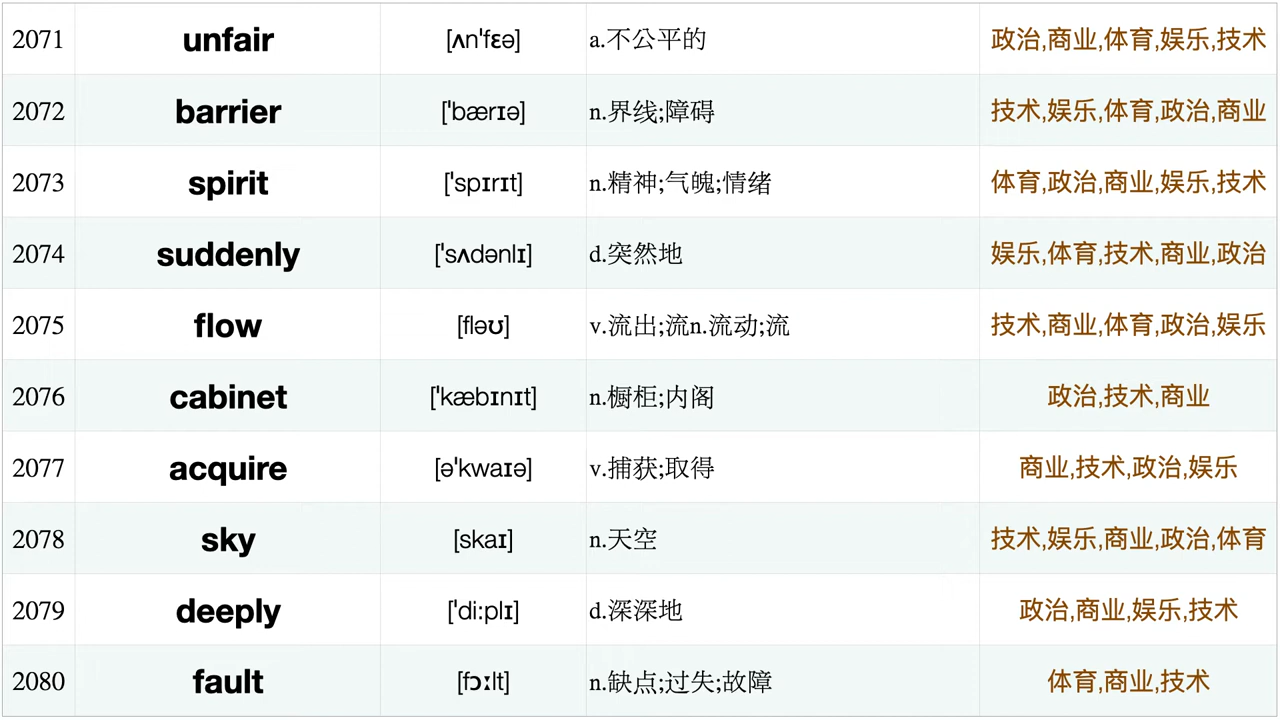 2071 unfair [ʌn'fɛə] a.不公平的 政治,商业,体育,娱乐,技术
2072 barrier ['bærɪə] n.界线;障碍 技术,娱乐,体育,政治,商业
2073 spirit ['spɪrɪt] n.精神;气魄;情绪 体育,政治,商业,娱乐,技术
2074 suddenly ['sʌdənlɪ] d.突然地 娱乐,体育,技术,商业,政治
2075 flow [fləʊ] v.流出;流n.流动;流 技术,商业,体育,政治,娱乐
2076 cabinet ['kæbɪnɪt] n.橱柜;内阁 政治,技术,商业
2077 acquire [ə'kwaɪə] v.捕获;取得 商业,技术,政治,娱乐
2078 sky [skaɪ] n.天空 技术,娱乐,商业,政治,体育
2079 deeply ['di:plɪ] d.深深地 政治,商业,娱乐,技术
2080 fault [fɔːlt] n.缺点;过失;故障 体育,商业,技术